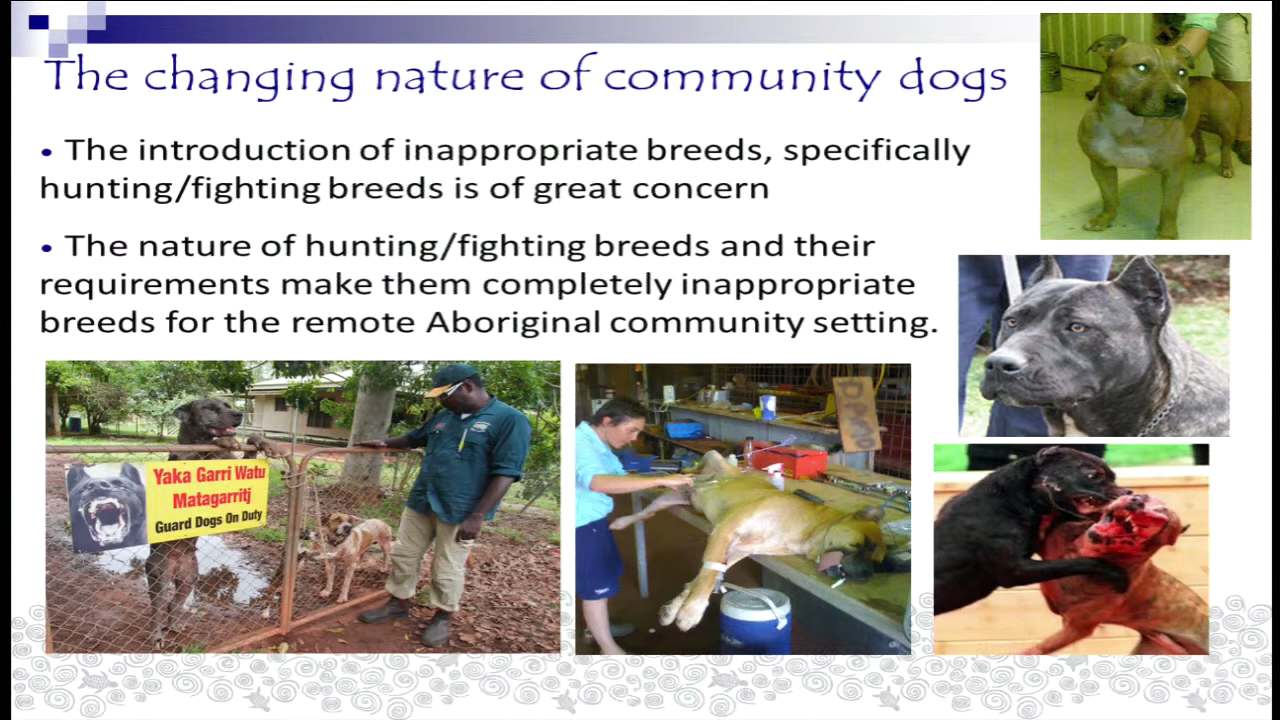 The changing nature of community dogs
• The introduction of inappropriate breeds, specifically
hunting/fighting breeds is of great concern
• The nature of hunting/fighting breeds and their
requirements make them completely inappropriate
breeds for the remote Aboriginal community setting.
Yaka Garri Watu
Matagarritj
Guard Dogs On Duty